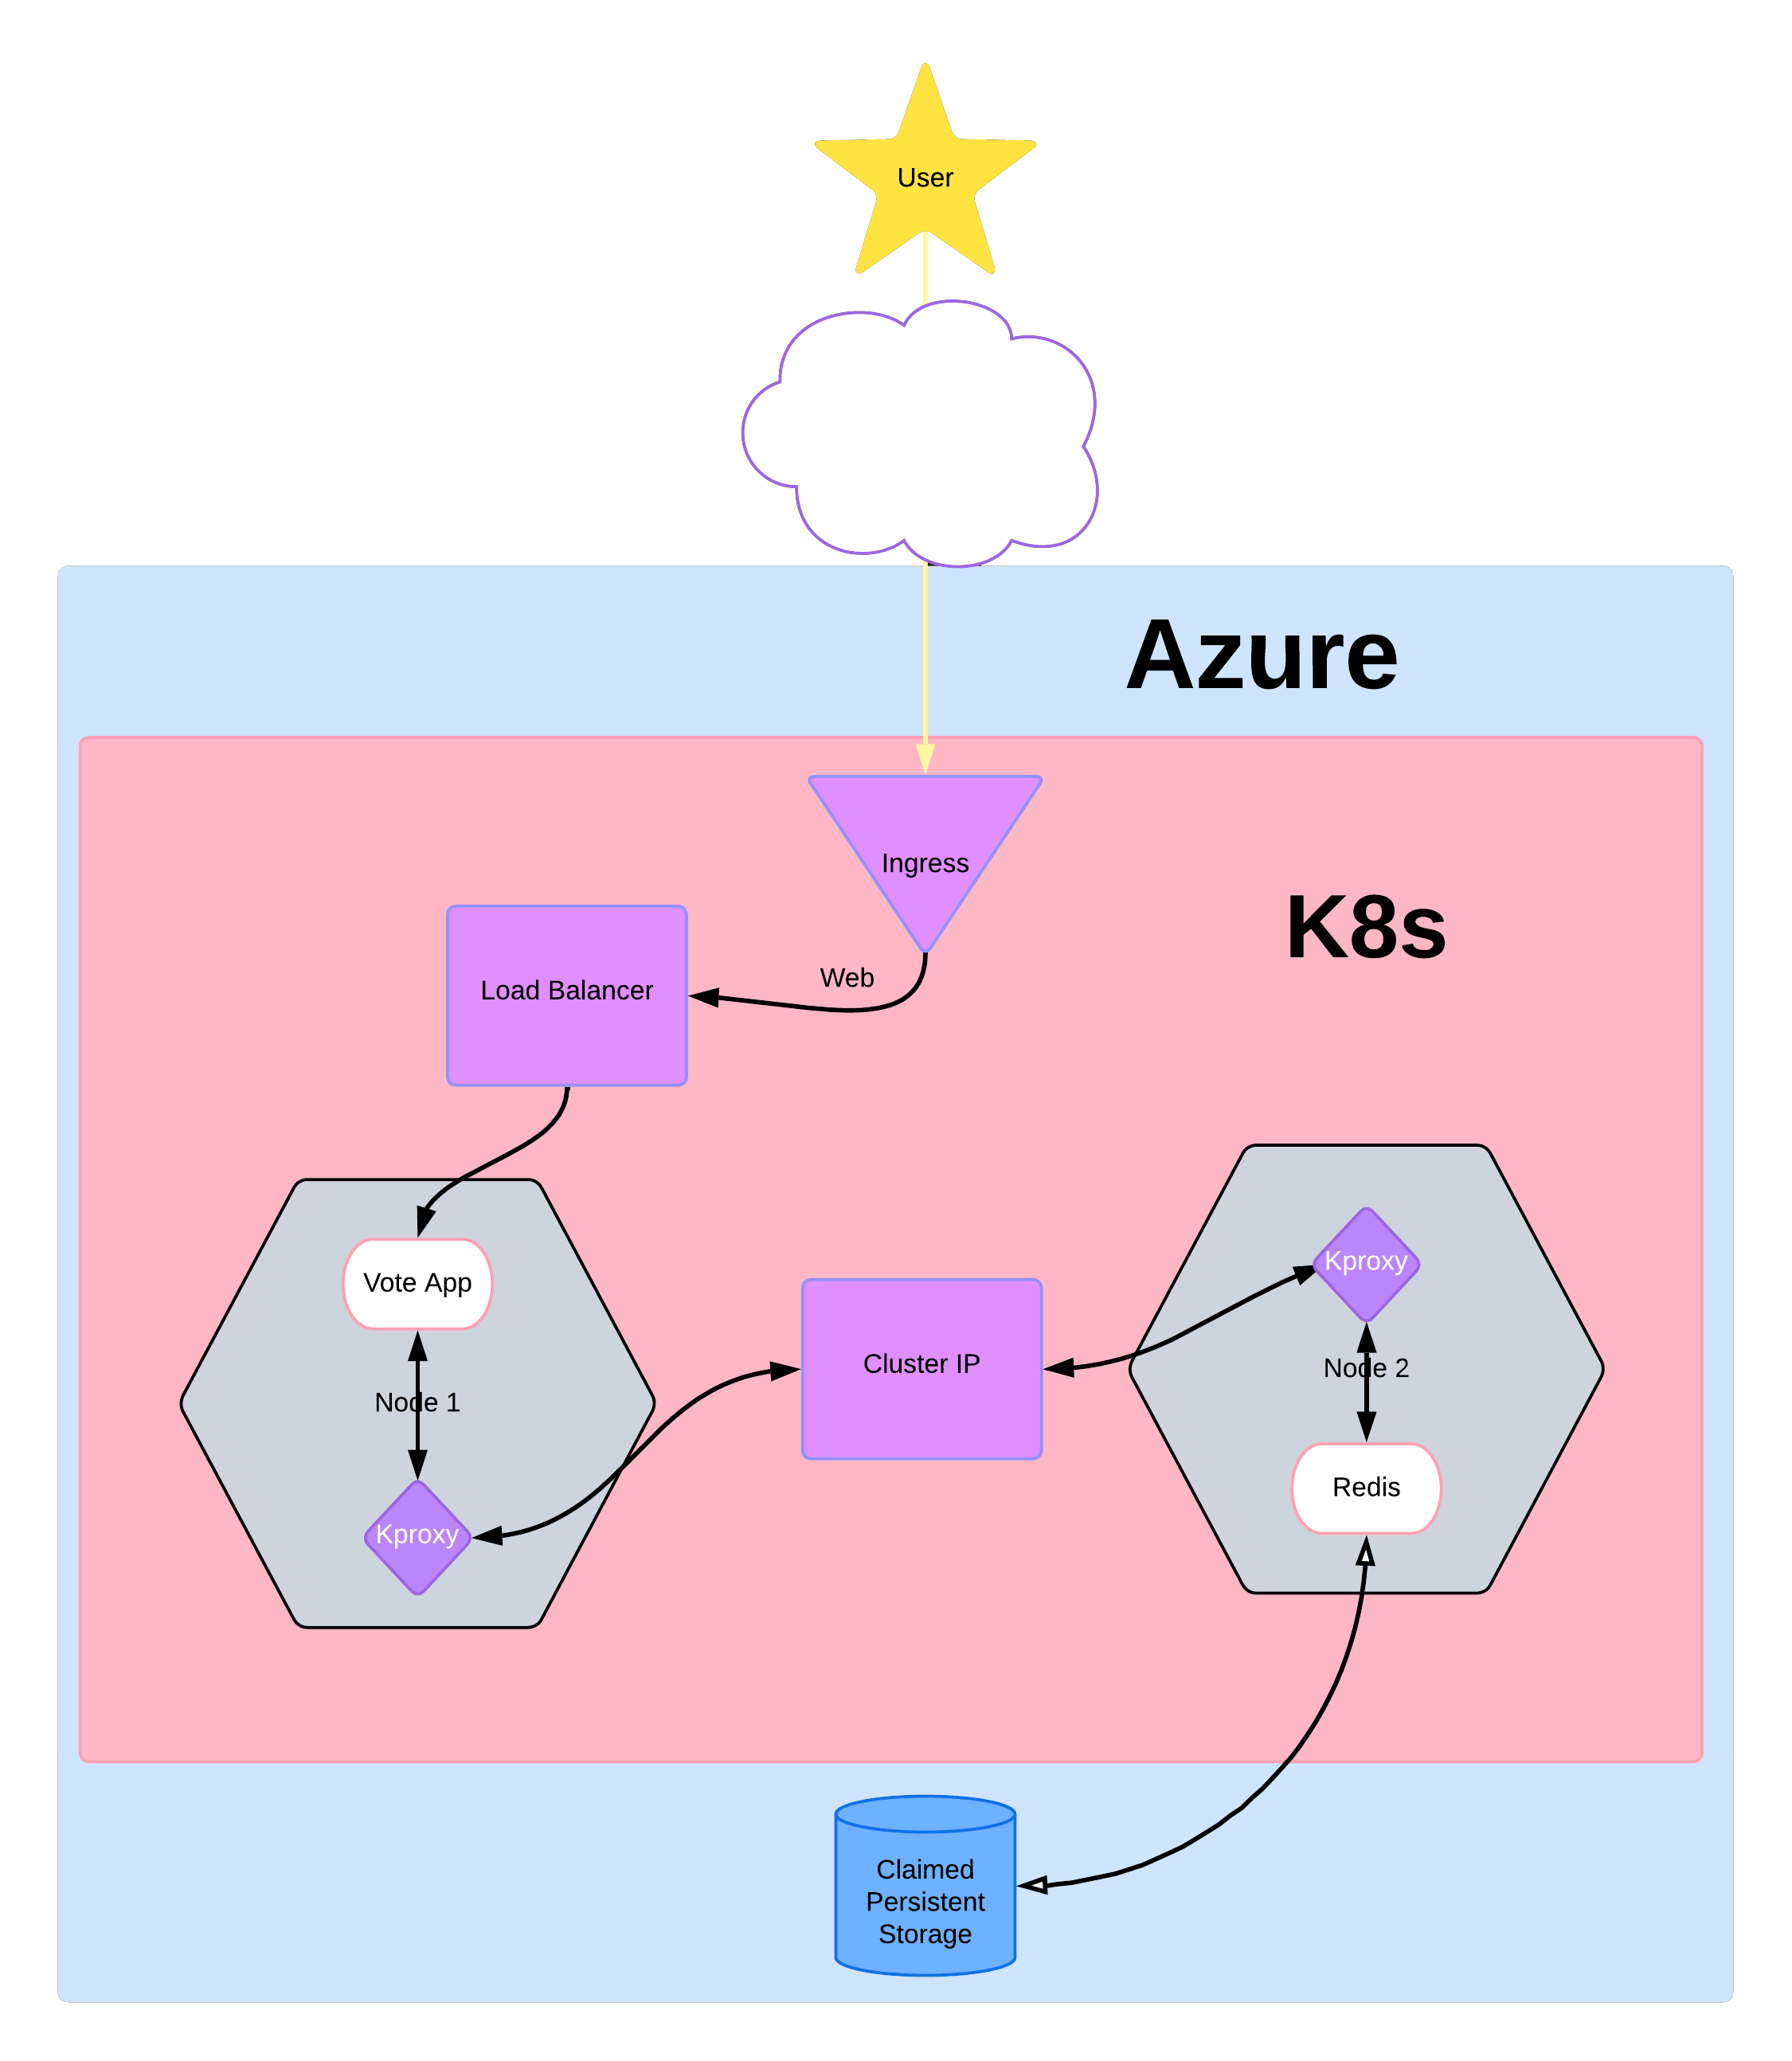 User
Azure
Ingress
K8s
Web
Load Balancer
Vote App
Node 1
Kproxy
Cluster IP
Kproxy
Node 2
Redis
Claimed
Persistent
Storage